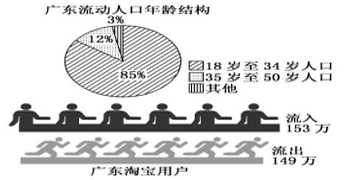 广东流动人口年龄结构
3%
12%
85%
18 岁至 34 岁人口
35 岁至 50 岁人口
其他
流入
153 万
流出
149 万
广东淘宝用户